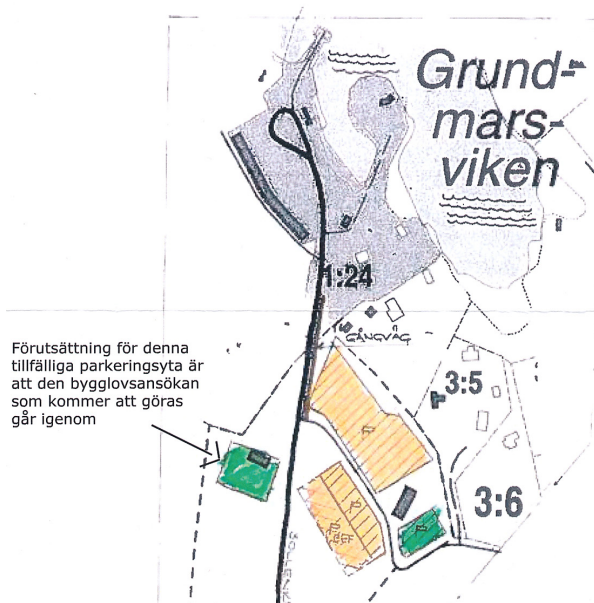 Grund-
mars-
viken
1:24
GÅNGVÄG
Förutsättning för denna
tillfälliga parkeringsyta är
att den bygglovsansökan
som kommer att göras
går igenom
3:5
3:6
P
P
P